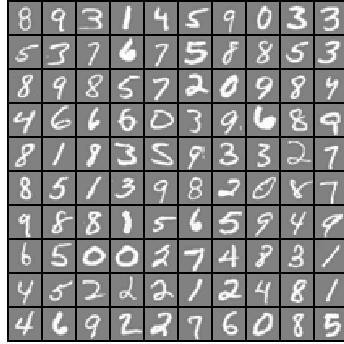 8 9 3 1 4 5 9 0 3 3
5 3 7 6 7 5 8 8 5 3
8 9 8 5 7 2 0 9 8 4
4 6 6 6 0 3 9 6 8 9
8 1 8 3 5 9 3 3 2 7
8 5 1 3 9 8 2 0 8 7
9 8 8 1 5 6 5 9 4 9
6 5 0 0 2 7 4 8 3 1
4 5 2 2 2 1 2 4 8 1
4 6 9 2 2 7 6 0 8 5